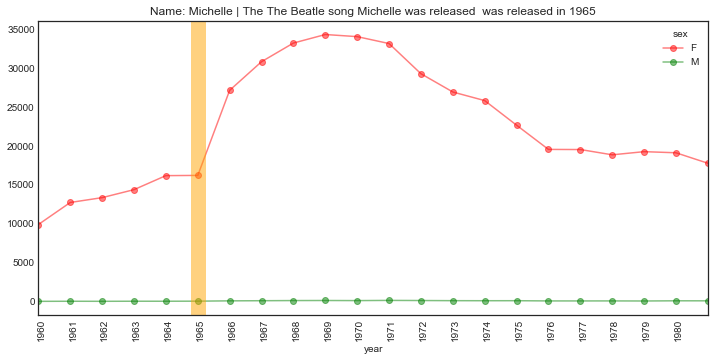 Name: Michelle | The The Beatle song Michelle was released  was released in 1965
35000
30000
25000
20000
15000
10000
5000
0
sex
F
M
1960 1961 1962 1963 1964 1965 1966 1967 1968 1969 1970 1971 1972 1973 1974 1975 1976 1977 1978 1979 1980
year